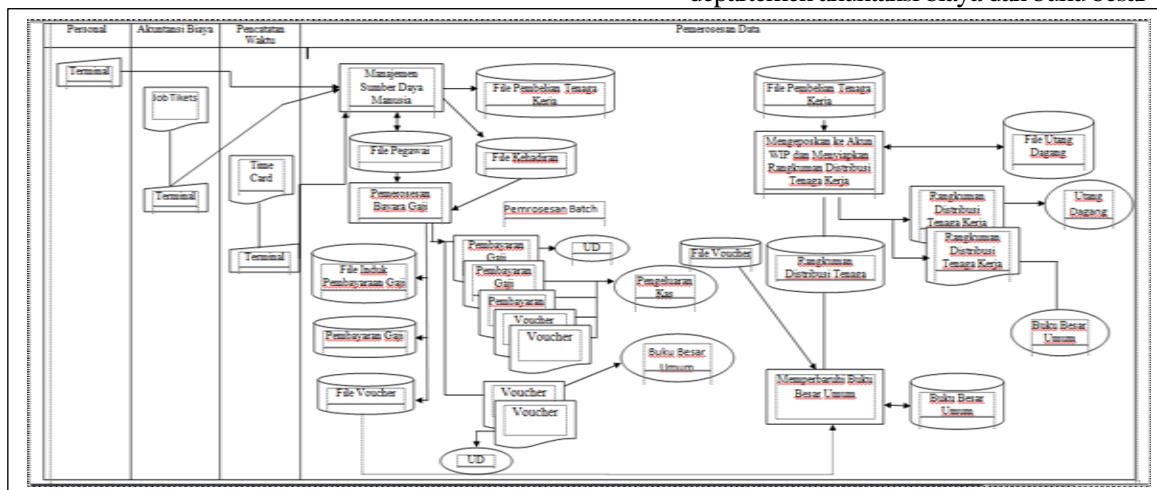 departemen akuntansi biaya dan buku besar
Personal
Akuntansi Biaya
Pencatatan
Waktu
Pemerosesan Data
Terminal
Job Tikets
Terminal
Time
Card
Terminal
Manajemen
Sumber Daya
Manusia
File Pembelian Tenaga
Kerja
File Pegawai
File Kehadiran
Pemerosesan
Bayara Gaji
Pemrosesan Batch
File Induk
Pembayaraan Gaji
Pembayaran Gaji
File Voucher
Pembayaran
Gaji
Pembayaran
Gaji
Pembayaran
Voucher
Voucher
UD
Pengeluaran
Kas
Buku Besar
Umum
Voucher
Voucher
UD
File Pembelian Tenaga
Kerja
Mengeposkan ke Akun
WIP dan Menyiapkan
Rangkuman Distribusi
Tenaga Kerja
File Utang
Dagang
Rangkuman
Distribusi
Tenaga Kerja
Rangkuman
Distribusi
Tenaga Kerja
Utang
Dagang
File Voucher
Rangkuman
Distribusi Tenaga
Buku Besar
Umum
Memperbaruhi Buku
Besar Umum
Buku Besar
Umum